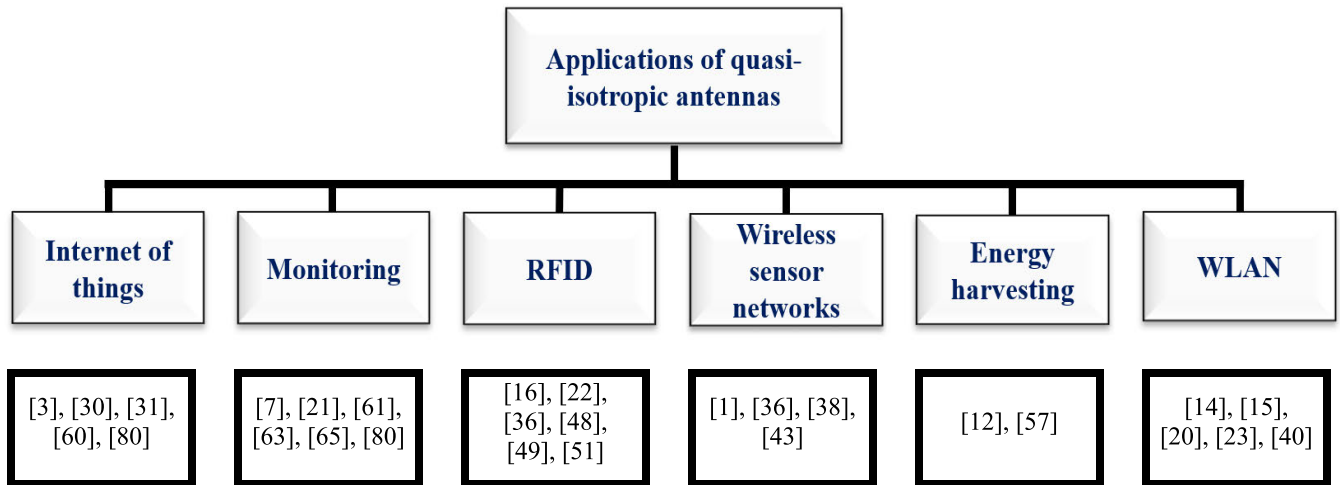 Applications of quasi-
isotropic antennas
Internet of
things
Monitoring
RFID
Wireless
sensor
networks
Energy
harvesting
WLAN
[3], [30], [31],
[60], [80]
[7], [21], [61],
[63], [65], [80]
[16], [22],
[36], [48],
[49], [51]
[1], [36], [38],
[43]
[12], [57]
[14], [15],
[20], [23], [40]